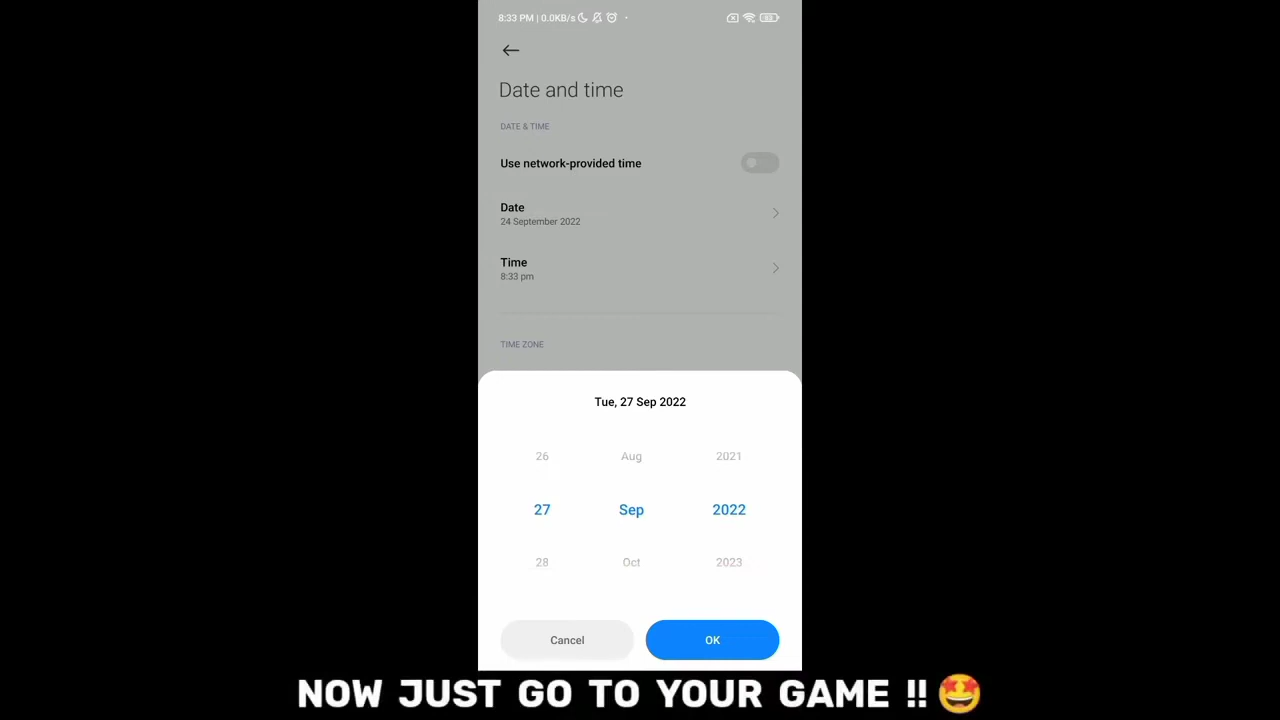 8:33 PM | 0.0KB/s
Date and time
DATE & TIME
Use network-provided time
Date
24 September 2022
Time
8:33 pm
TIME ZONE
Tue, 27 Sep 2022
26 Aug 2021
27 Sep 2022
28 Oct 2023
Cancel OK
NOW JUST GO TO YOUR GAME !! 🤩